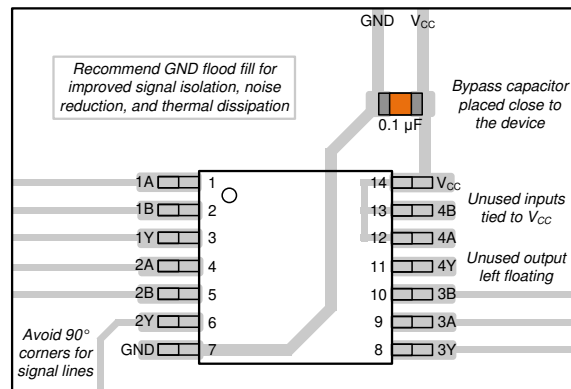 GND VCC
Recommend GND flood fill for
improved signal isolation, noise
reduction, and thermal dissipation
Bypass capacitor
placed close to
the device
0.1 µF
1A 1 14 VCC
1B 2 13 4B
1Y 3 12 4A
2A 4 11 4Y
2B 5 10 3B
2Y 6 9 3A
GND 7 8 3Y
Unused inputs
tied to VCC
Unused output
left floating
Avoid 90°
corners for
signal lines